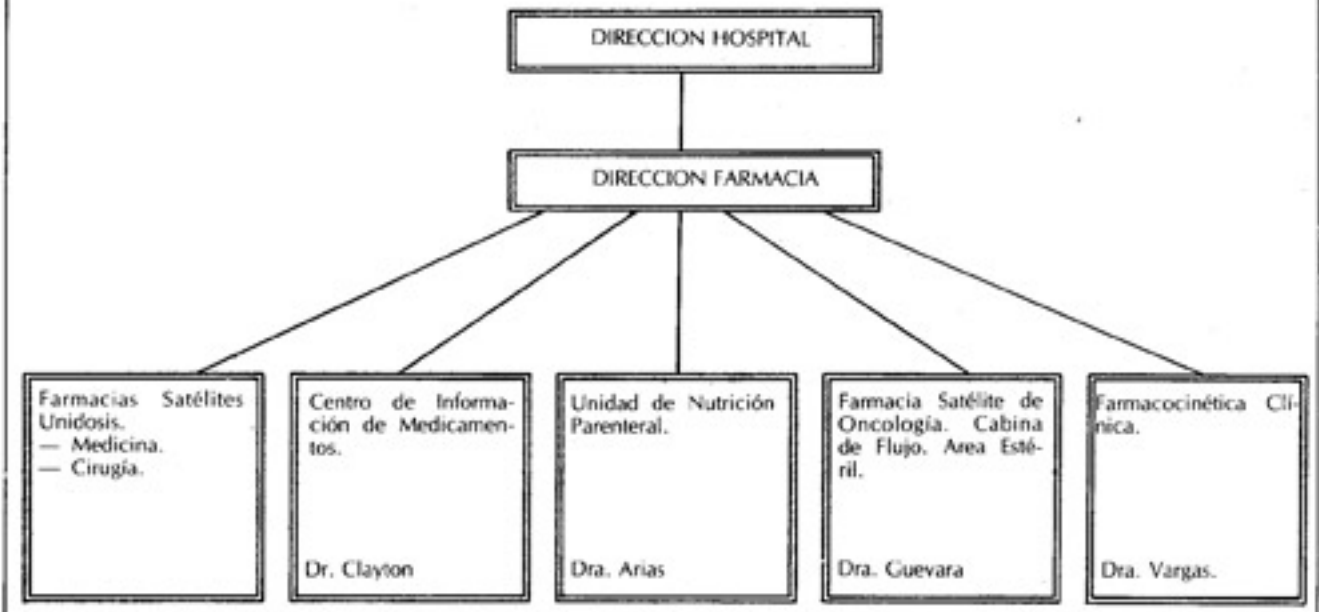 DIRECCION HOSPITAL
DIRECCION FARMACIA
Farmacias Satélites
Unidosis.
— Medicina.
— Cirugía.
Centro de Informa-
ción de Medicamen-
tos.
Dr. Clayton
Unidad de Nutrición
Parenteral.
Dra. Arias
Farmacia Satélite de
Oncología. Cabina
de Flujo. Area Esté-
ril.
Dra. Guevara
Farmacocinética Clí-
nica.
Dra. Vargas.